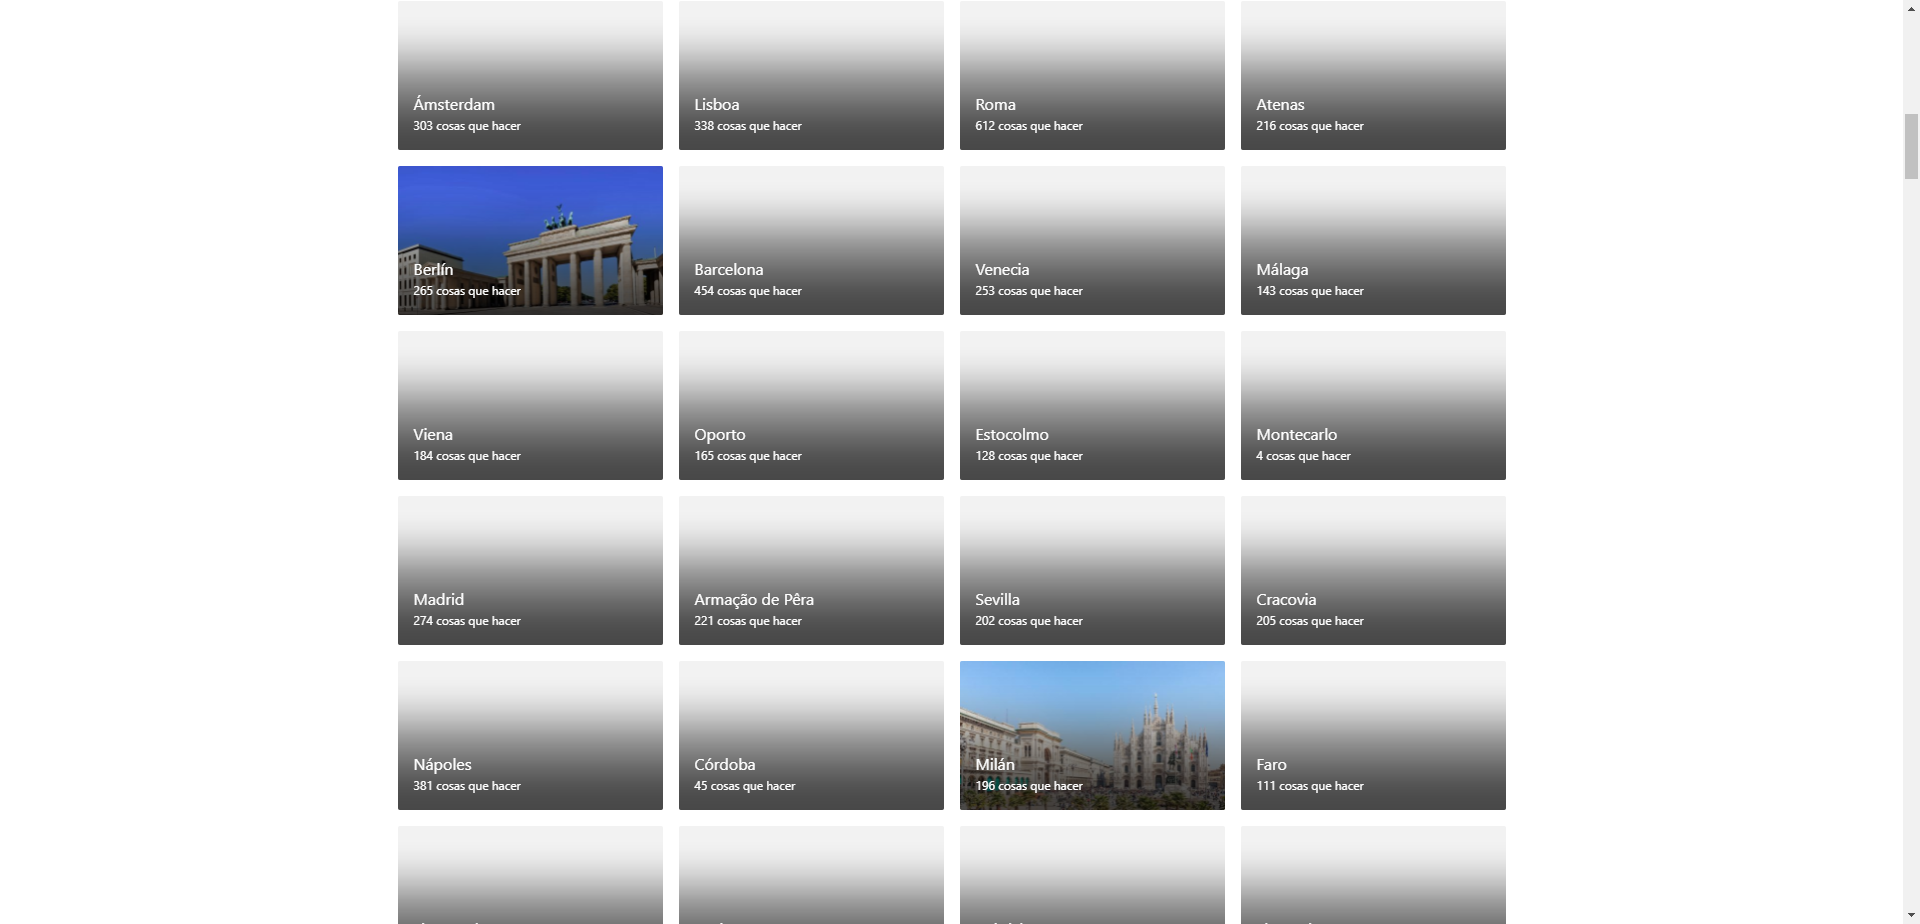 Ámsterdam
303 cosas que hacer
Lisboa
338 cosas que hacer
Roma
612 cosas que hacer
Atenas
216 cosas que hacer
Berlín
265 cosas que hacer
Barcelona
454 cosas que hacer
Venecia
253 cosas que hacer
Málaga
143 cosas que hacer
Viena
184 cosas que hacer
Oporto
165 cosas que hacer
Estocolmo
128 cosas que hacer
Montecarlo
4 cosas que hacer
Madrid
274 cosas que hacer
Armação de Pêra
221 cosas que hacer
Sevilla
202 cosas que hacer
Cracovia
205 cosas que hacer
Nápoles
381 cosas que hacer
Córdoba
45 cosas que hacer
Milán
196 cosas que hacer
Faro
111 cosas que hacer